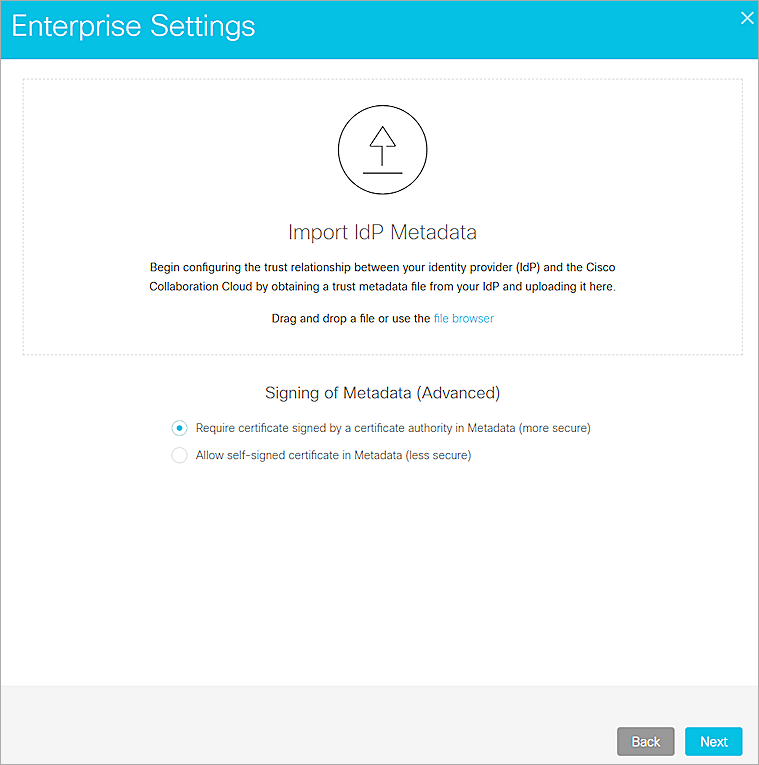 Enterprise Settings
Import IdP Metadata
Begin configuring the trust relationship between your identity provider (IdP) and the Cisco
Collaboration Cloud by obtaining a trust metadata file from your IdP and uploading it here.
Drag and drop a file or use the file browser
Signing of Metadata (Advanced)
Require certificate signed by a certificate authority in Metadata (more secure)
Allow self-signed certificate in Metadata (less secure)
Back Next